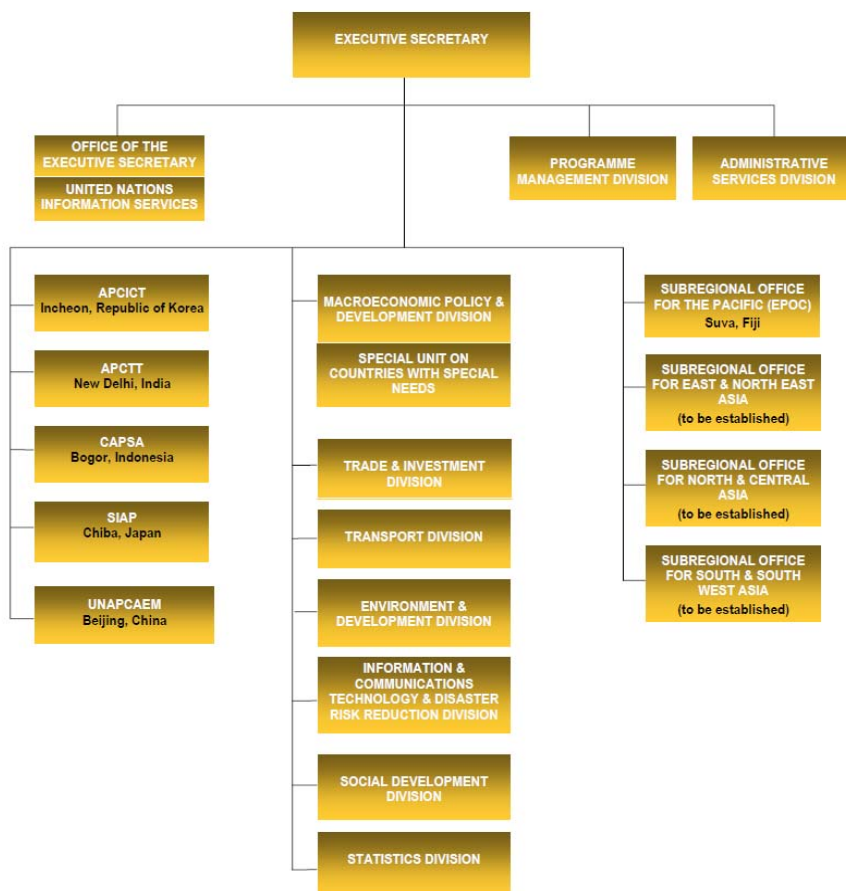 EXECUTIVE SECRETARY
OFFICE OF THE
EXECUTIVE SECRETARY
UNITED NATIONS
INFORMATION SERVICES
PROGRAMME
MANAGEMENT DIVISION
ADMINISTRATIVE
SERVICES DIVISION
APCICT
Incheon, Republic of Korea
APCTT
New Delhi, India
CAPSA
Bogor, Indonesia
SIAP
Chiba, Japan
UNAPCAEM
Beijing, China
MACROECONOMIC POLICY &
DEVELOPMENT DIVISION
SPECIAL UNIT ON
COUNTRIES WITH SPECIAL
NEEDS
TRADE & INVESTMENT
DIVISION
TRANSPORT DIVISION
ENVIRONMENT &
DEVELOPMENT DIVISION
INFORMATION &
COMMUNICATIONS
TECHNOLOGY & DISASTER
RISK REDUCTION DIVISION
SOCIAL DEVELOPMENT
DIVISION
STATISTICS DIVISION
SUBREGIONAL OFFICE
FOR THE PACIFIC (EPOC)
Suva, Fiji
SUBREGIONAL OFFICE
FOR EAST & NORTH EAST
ASIA
(to be established)
SUBREGIONAL OFFICE
FOR NORTH & CENTRAL
ASIA
(to be established)
SUBREGIONAL OFFICE
FOR SOUTH & SOUTH
WEST ASIA
(to be established)